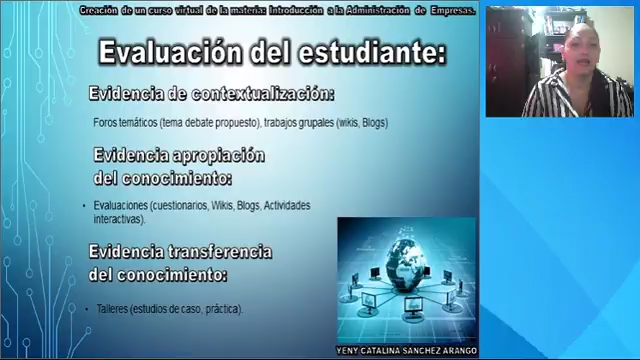 Creación de un curso virtual de la materia: Introducción a la Administración de Empresas.
Evaluación del estudiante:
Evidencia de contextualización:
Foros temáticos (tema debate propuesto), trabajos grupales (wikis, Blogs)
Evidencia apropiación
del conocimiento:
• Evaluaciones (cuestionarios, Wikis, Blogs, Actividades
interactivas).
Evidencia transferencia
del conocimiento:
• Talleres (estudios de caso, práctica).
YENY CATALINA SANCHEZ ARANGO